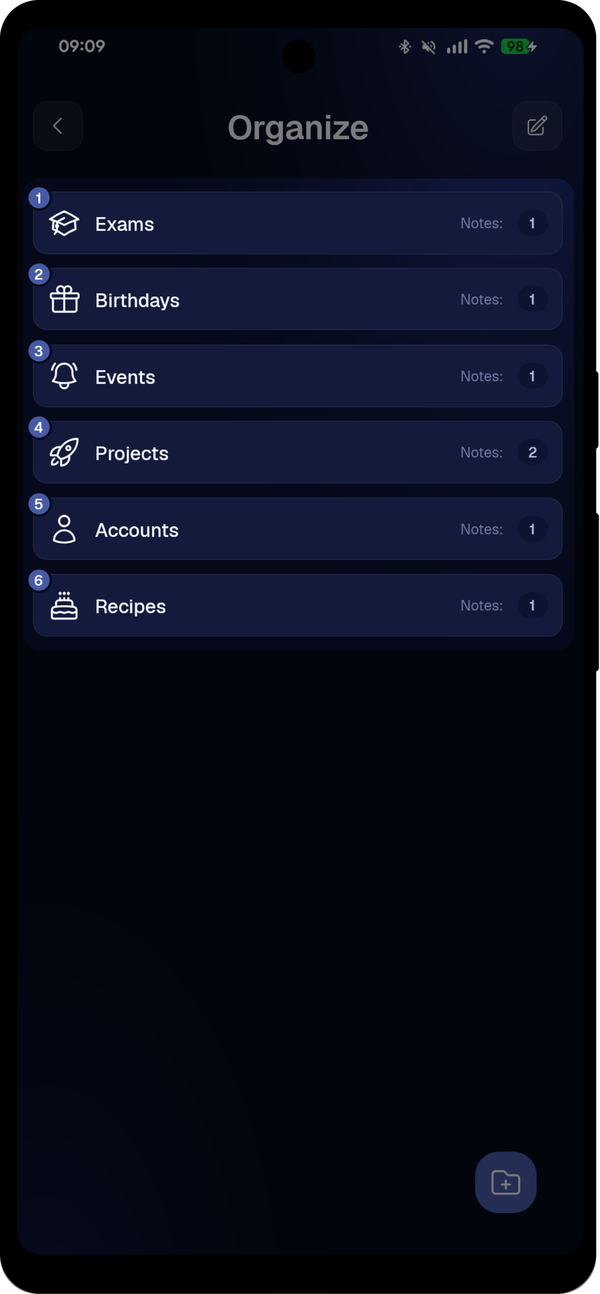 09:09 98
Organize
1
Exams Notes: 1
2
Birthdays Notes: 1
3
Events Notes: 1
4
Projects Notes: 2
5
Accounts Notes: 1
6
Recipes Notes: 1